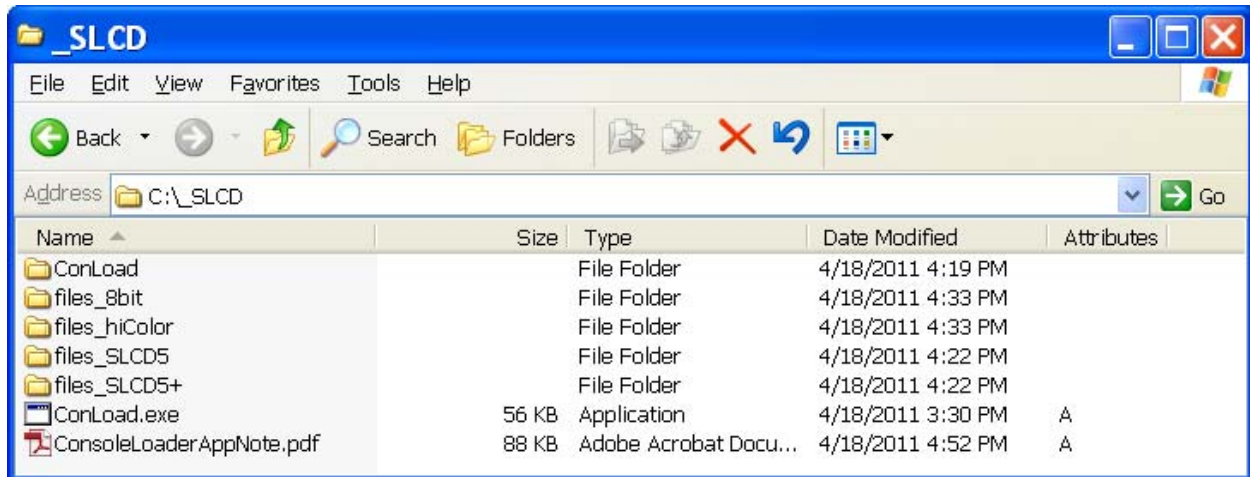 _SLCD
File Edit View Favorites Tools Help
Back Search Folders
Address C:\_SLCD Go
Name Size Type Date Modified Attributes
ConLoad File Folder 4/18/2011 4:19 PM
files_8bit File Folder 4/18/2011 4:33 PM
files_hiColor File Folder 4/18/2011 4:33 PM
files_SLCD5 File Folder 4/18/2011 4:22 PM
files_SLCD5+ File Folder 4/18/2011 4:22 PM
ConLoad.exe 56 KB Application 4/18/2011 3:30 PM A
ConsoleLoaderAppNote.pdf 88 KB Adobe Acrobat Docu... 4/18/2011 4:52 PM A